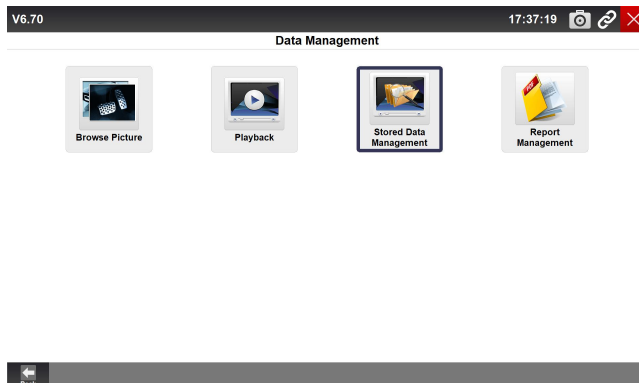 V6.70
17:37:19
Data Management
Browse Picture
Playback
Stored Data
Management
Report
Management